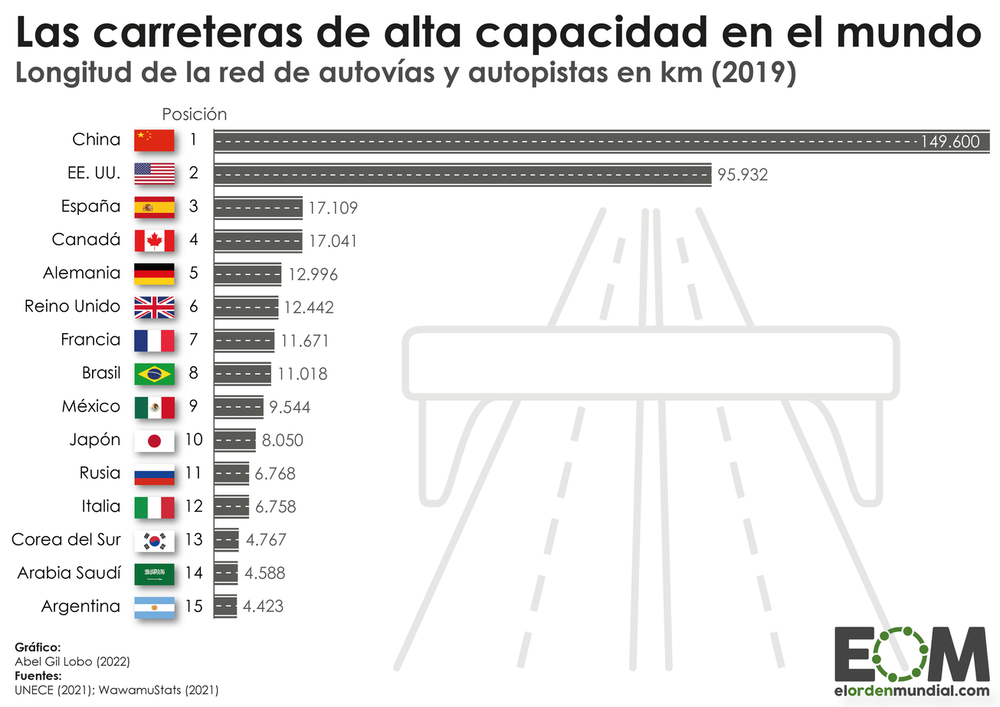 Las carreteras de alta capacidad en el mundo
Longitud de la red de autovías y autopistas en km (2019)
Posición
China 1 149.600
EE. UU. 2 95.932
España 3 17.109
Canadá 4 17.041
Alemania 5 12.996
Reino Unido 6 12.442
Francia 7 11.671
Brasil 8 11.018
México 9 9.544
Japón 10 8.050
Rusia 11 6.768
Italia 12 6.758
Corea del Sur 13 4.767
Arabia Saudí 14 4.588
Argentina 15 4.423
Gráfico:
Abel Gil Lobo (2022)
Fuentes:
UNECE (2021); WawamuStats (2021)
EOM
elordenmundial.com